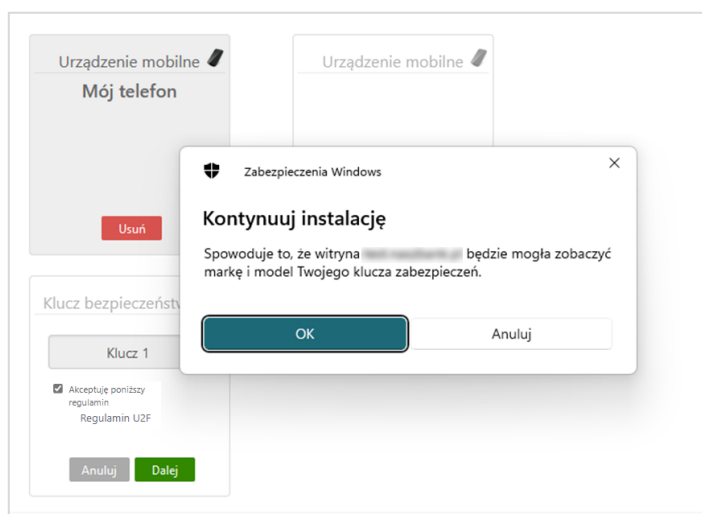 Urządzenie mobilne
Mój telefon
Usuń
Urządzenie mobilne
Zabezpieczenia Windows
Kontynuuj instalację
Spowoduje to, że witryna będzie mogła zobaczyć
markę i model Twojego klucza zabezpieczeń.
OK
Anuluj
Klucz bezpieczeństw
Klucz 1
Akceptuję poniższy
regulamin
Regulamin U2F
Anuluj
Dalej